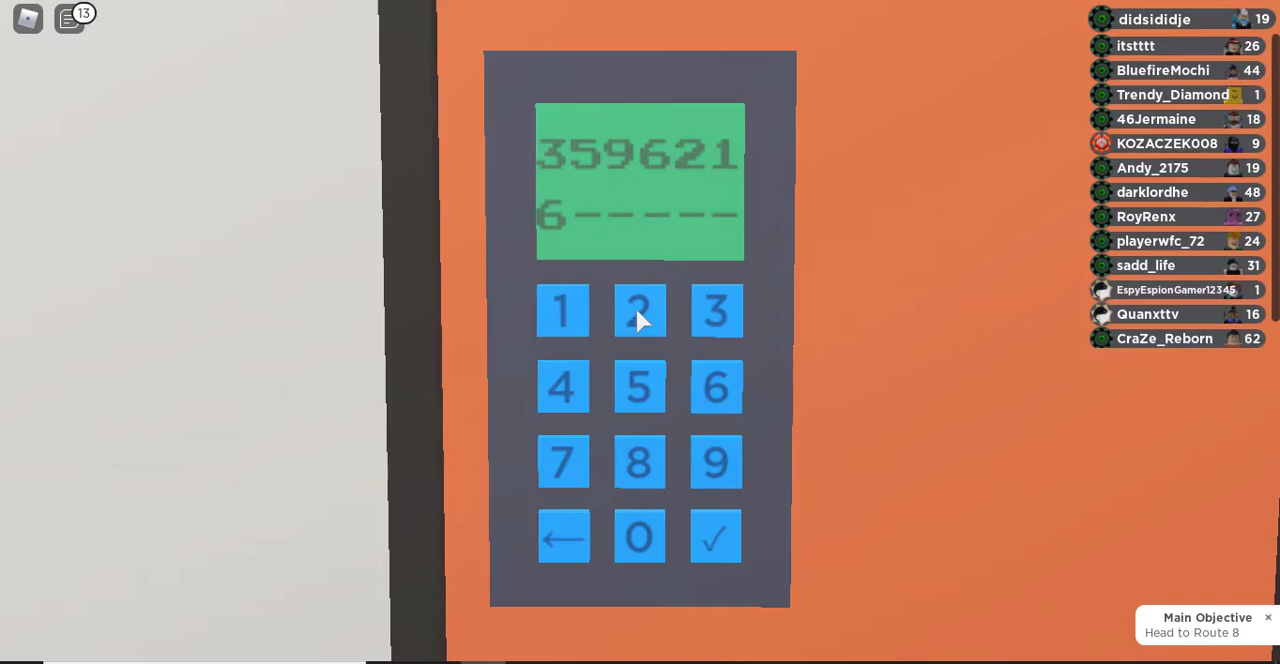 13
359621
6-----
1 2 3
4 5 6
7 8 9
← 0 ✓
didsididje 19
itstttt 26
BluefireMochi 44
Trendy_Diamond 1
46Jermaine 18
KOZACZEK008 9
Andy_2175 19
darklordhe 48
RoyRenx 27
playerwfc_72 24
sadd_life 31
EspyEspionGamer12345 1
Quanxttv 16
CraZe_Reborn 62
Main Objective ×
Head to Route 8